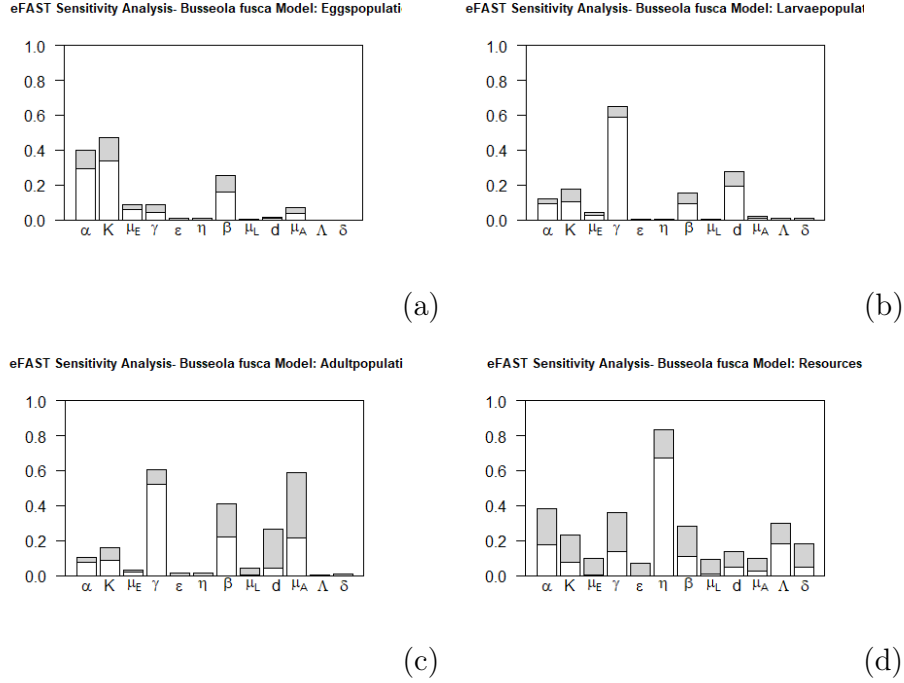 eFAST Sensitivity Analysis- Busseola fusca Model: Eggspopulati
1.0
0.8
0.6
0.4
0.2
0.0
α K μE γ ε η β μL d μA Λ δ
(a)
eFAST Sensitivity Analysis- Busseola fusca Model: Larvaepopulat
1.0
0.8
0.6
0.4
0.2
0.0
α K μE γ ε η β μL d μA Λ δ
(b)
eFAST Sensitivity Analysis- Busseola fusca Model: Adultpopulati
1.0
0.8
0.6
0.4
0.2
0.0
α K μE γ ε η β μL d μA Λ δ
(c)
eFAST Sensitivity Analysis- Busseola fusca Model: Resources
1.0
0.8
0.6
0.4
0.2
0.0
α K μE γ ε η β μL d μA Λ δ
(d)